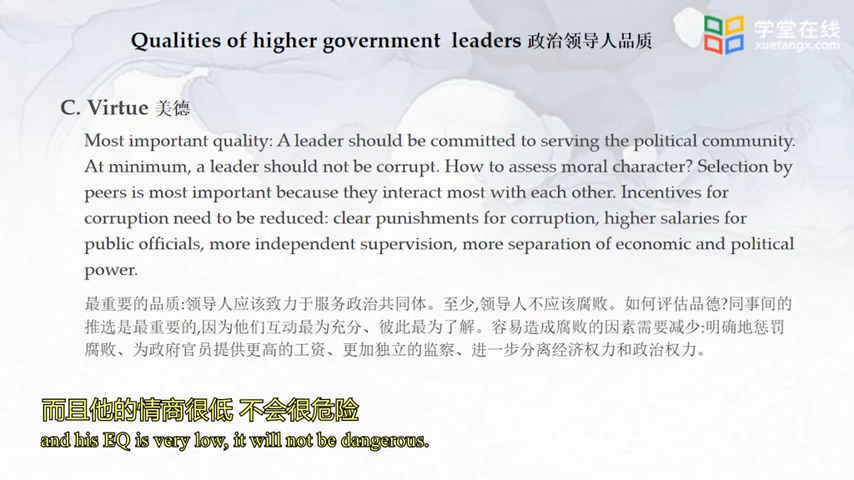 Qualities of higher government leaders 政治领导人品质
学堂在线
xuetangx.com
C. Virtue 美德
Most important quality: A leader should be committed to serving the political community.
At minimum, a leader should not be corrupt. How to assess moral character? Selection by
peers is most important because they interact most with each other. Incentives for
corruption need to be reduced: clear punishments for corruption, higher salaries for
public officials, more independent supervision, more separation of economic and political
power.
最重要的品质:领导人应该致力于服务政治共同体。至少,领导人不应该腐败。如何评估品德?同事间的
推选是最重要的,因为他们互动最为充分、彼此最为了解。容易造成腐败的因素需要减少:明确地惩罚
腐败、为政府官员提供更高的工资、更加独立的监察、进一步分离经济权力和政治权力。
而且他的情商很低 不会很危险
and his EQ is very low, it will not be dangerous.